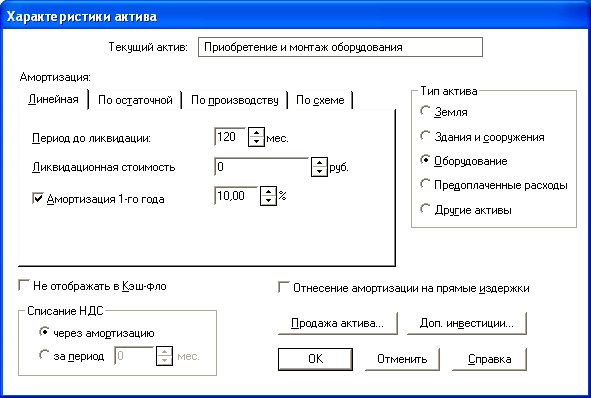 Характеристики актива
Текущий актив: Приобретение и монтаж оборудования
Амортизация:
Линейная По остаточной По производству По схеме
Период до ликвидации: 120 мес.
Ликвидационная стоимость 0 руб.
Амортизация 1-го года 10,00 %
Тип актива
Земля
Здания и сооружения
Оборудование
Предоплаченные расходы
Другие активы
Не отображать в Кэш-фло
Отнесение амортизации на прямые издержки
Списание НДС
через амортизацию
за период 0 мес.
Продажа актива... Доп. инвестиции...
OK Отменить Справка